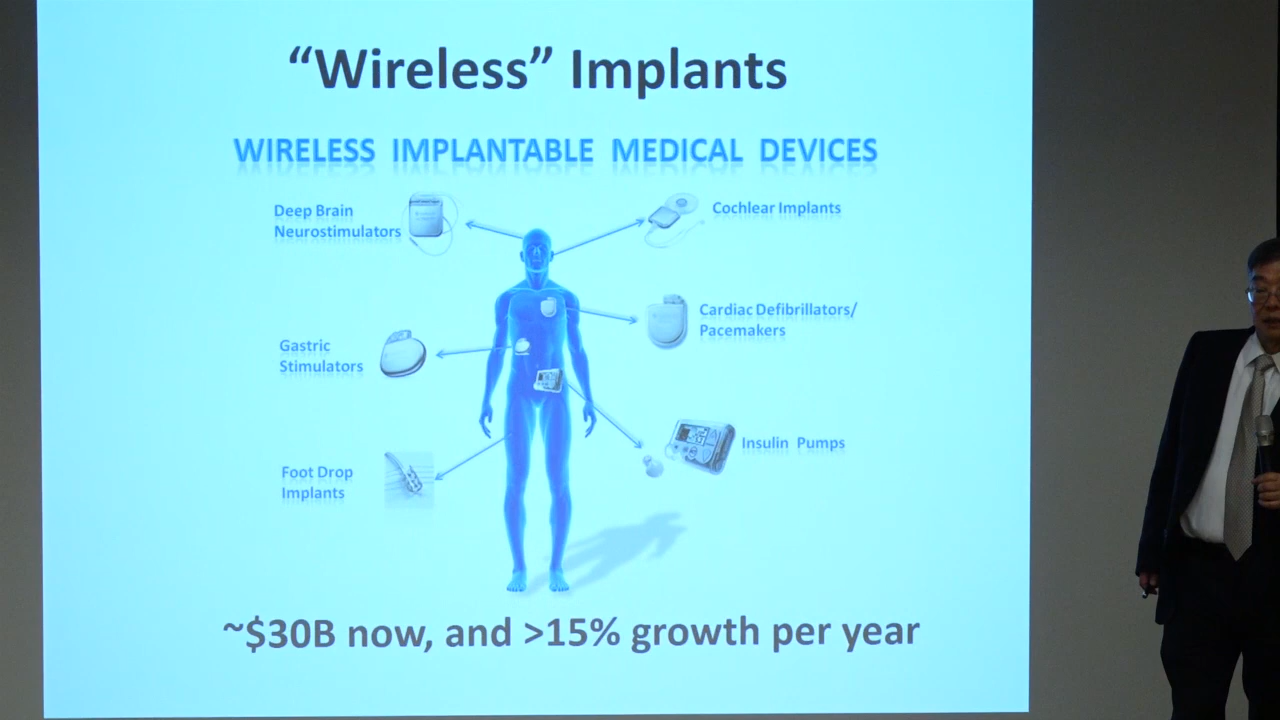 “Wireless” Implants
WIRELESS IMPLANTABLE MEDICAL DEVICES
Deep Brain
Neurostimulators
Cochlear Implants
Cardiac Defibrillators/
Pacemakers
Gastric
Stimulators
Insulin Pumps
Foot Drop
Implants
~$30B now, and >15% growth per year